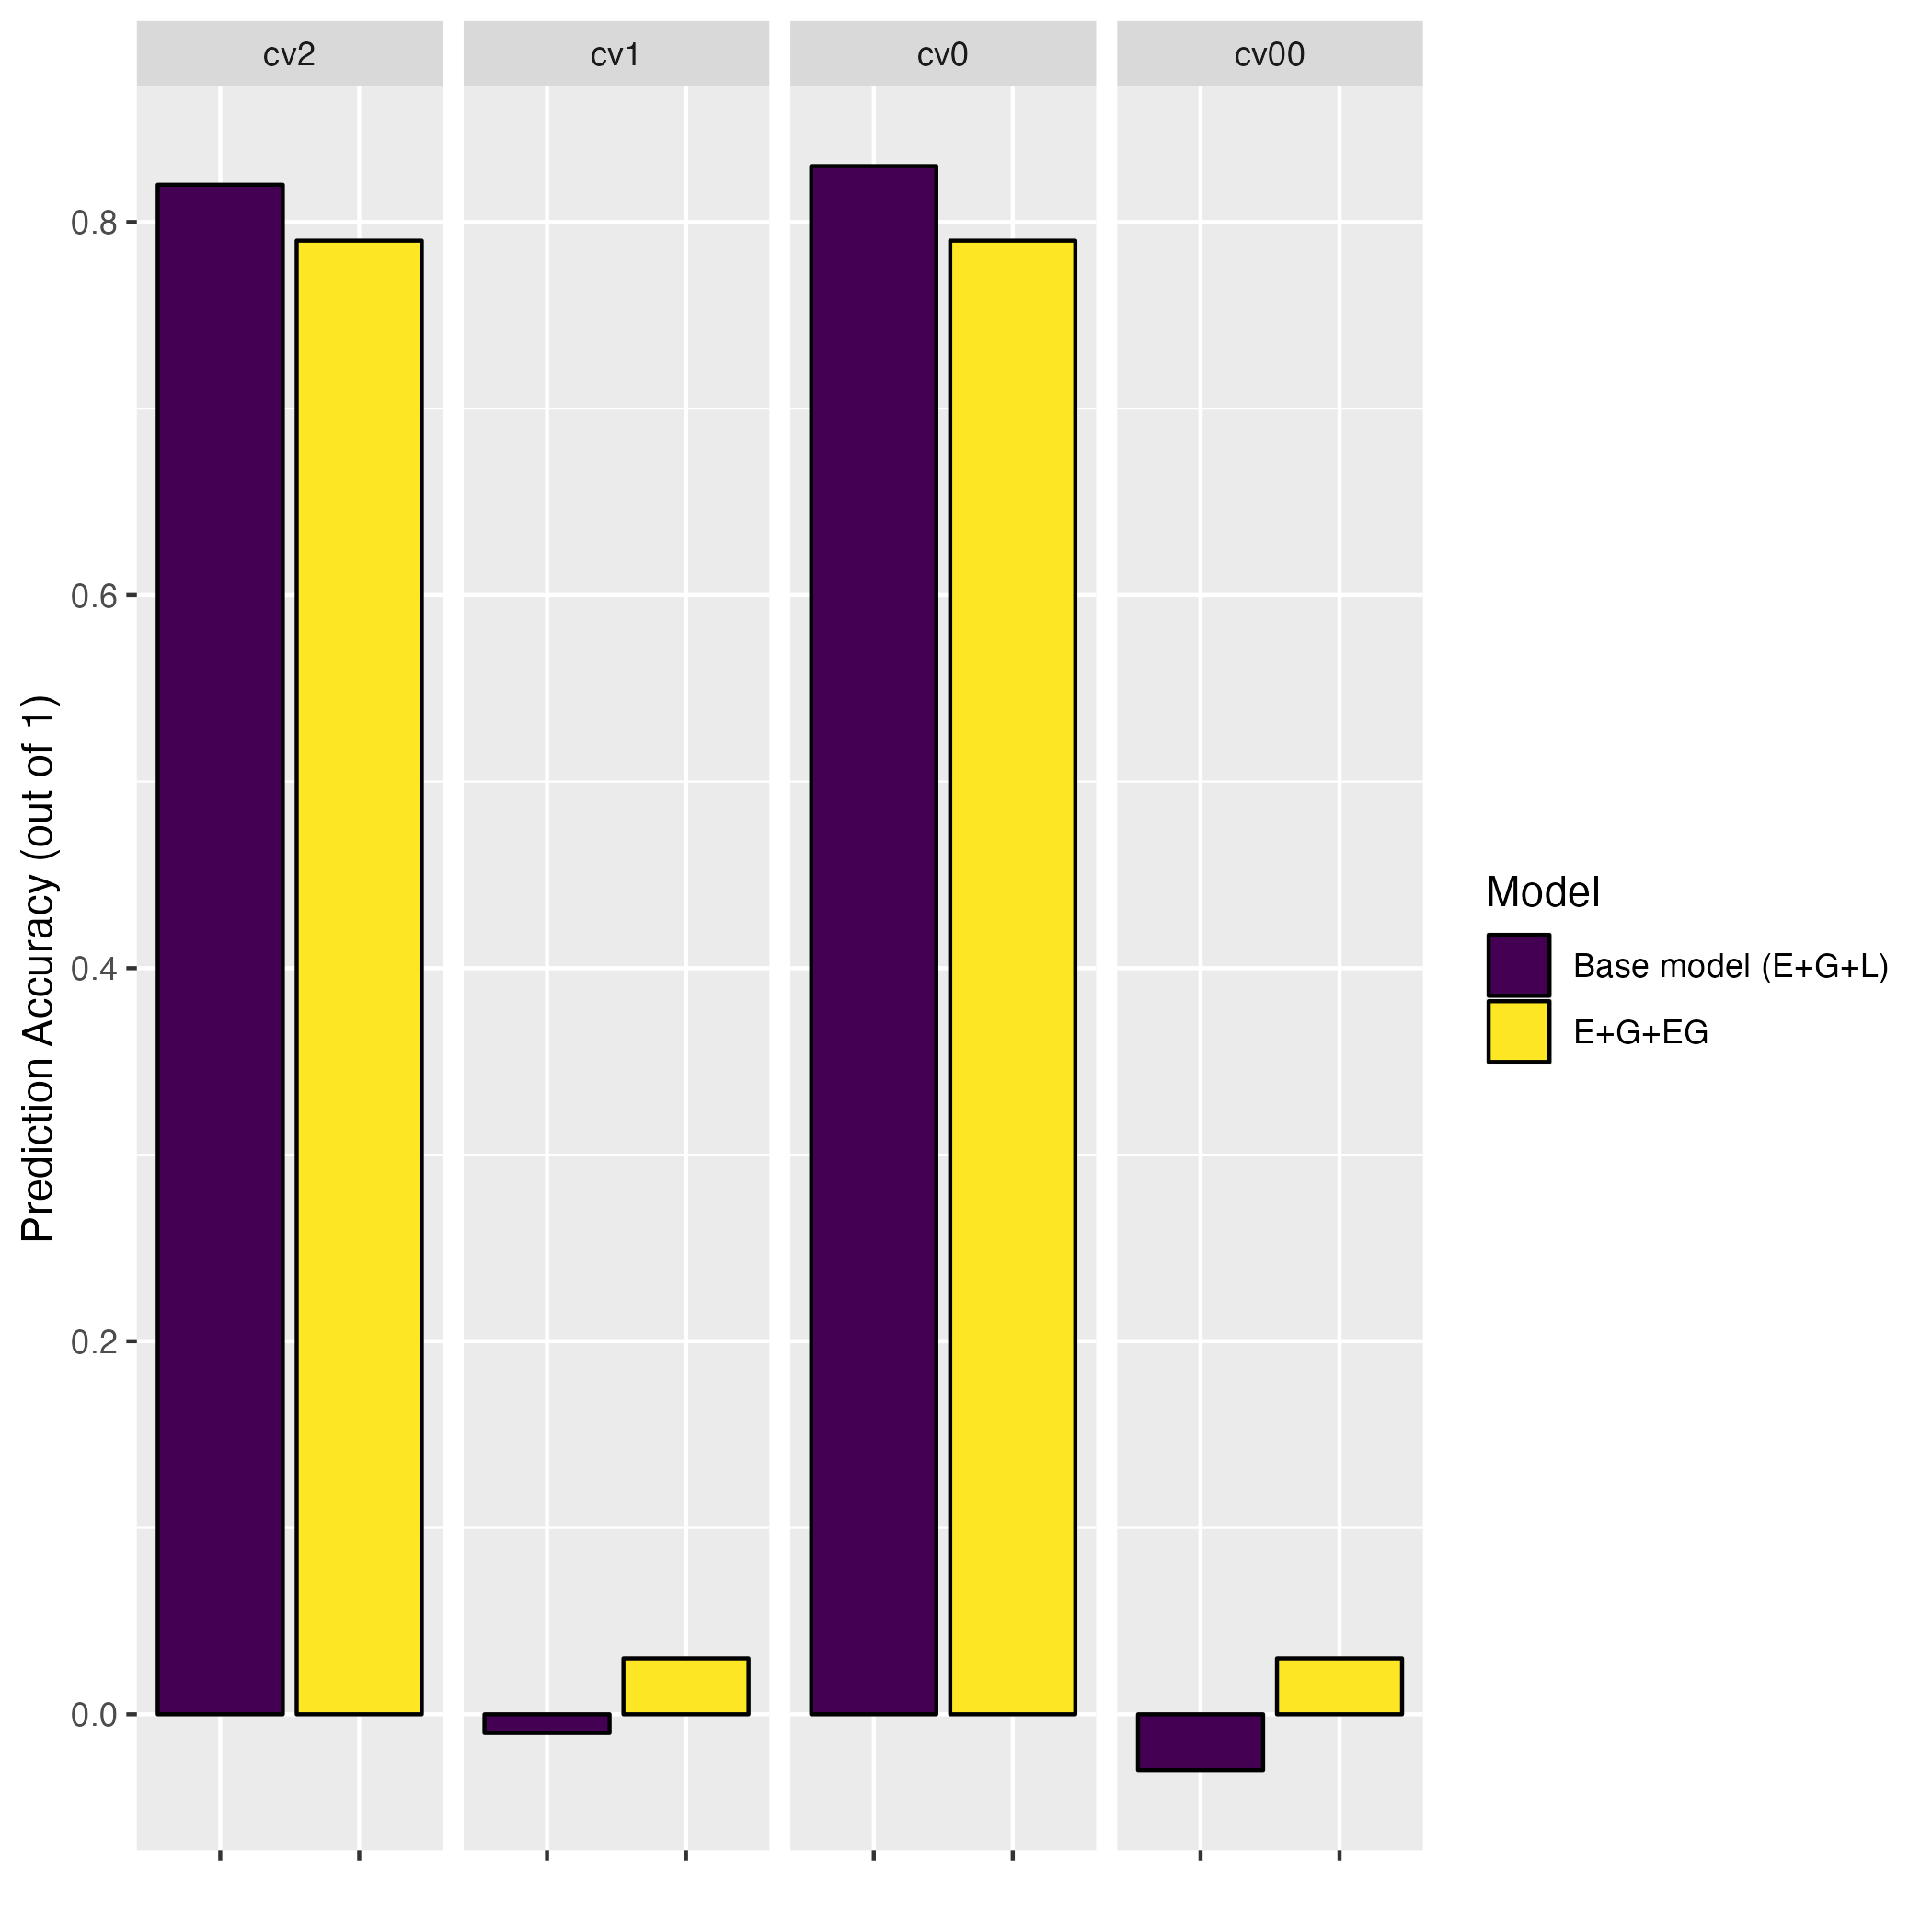 cv2 cv1 cv0 cv00
0.8
0.6
0.4
0.2
0.0
Prediction Accuracy (out of 1)
Model
Base model (E+G+L)
E+G+EG